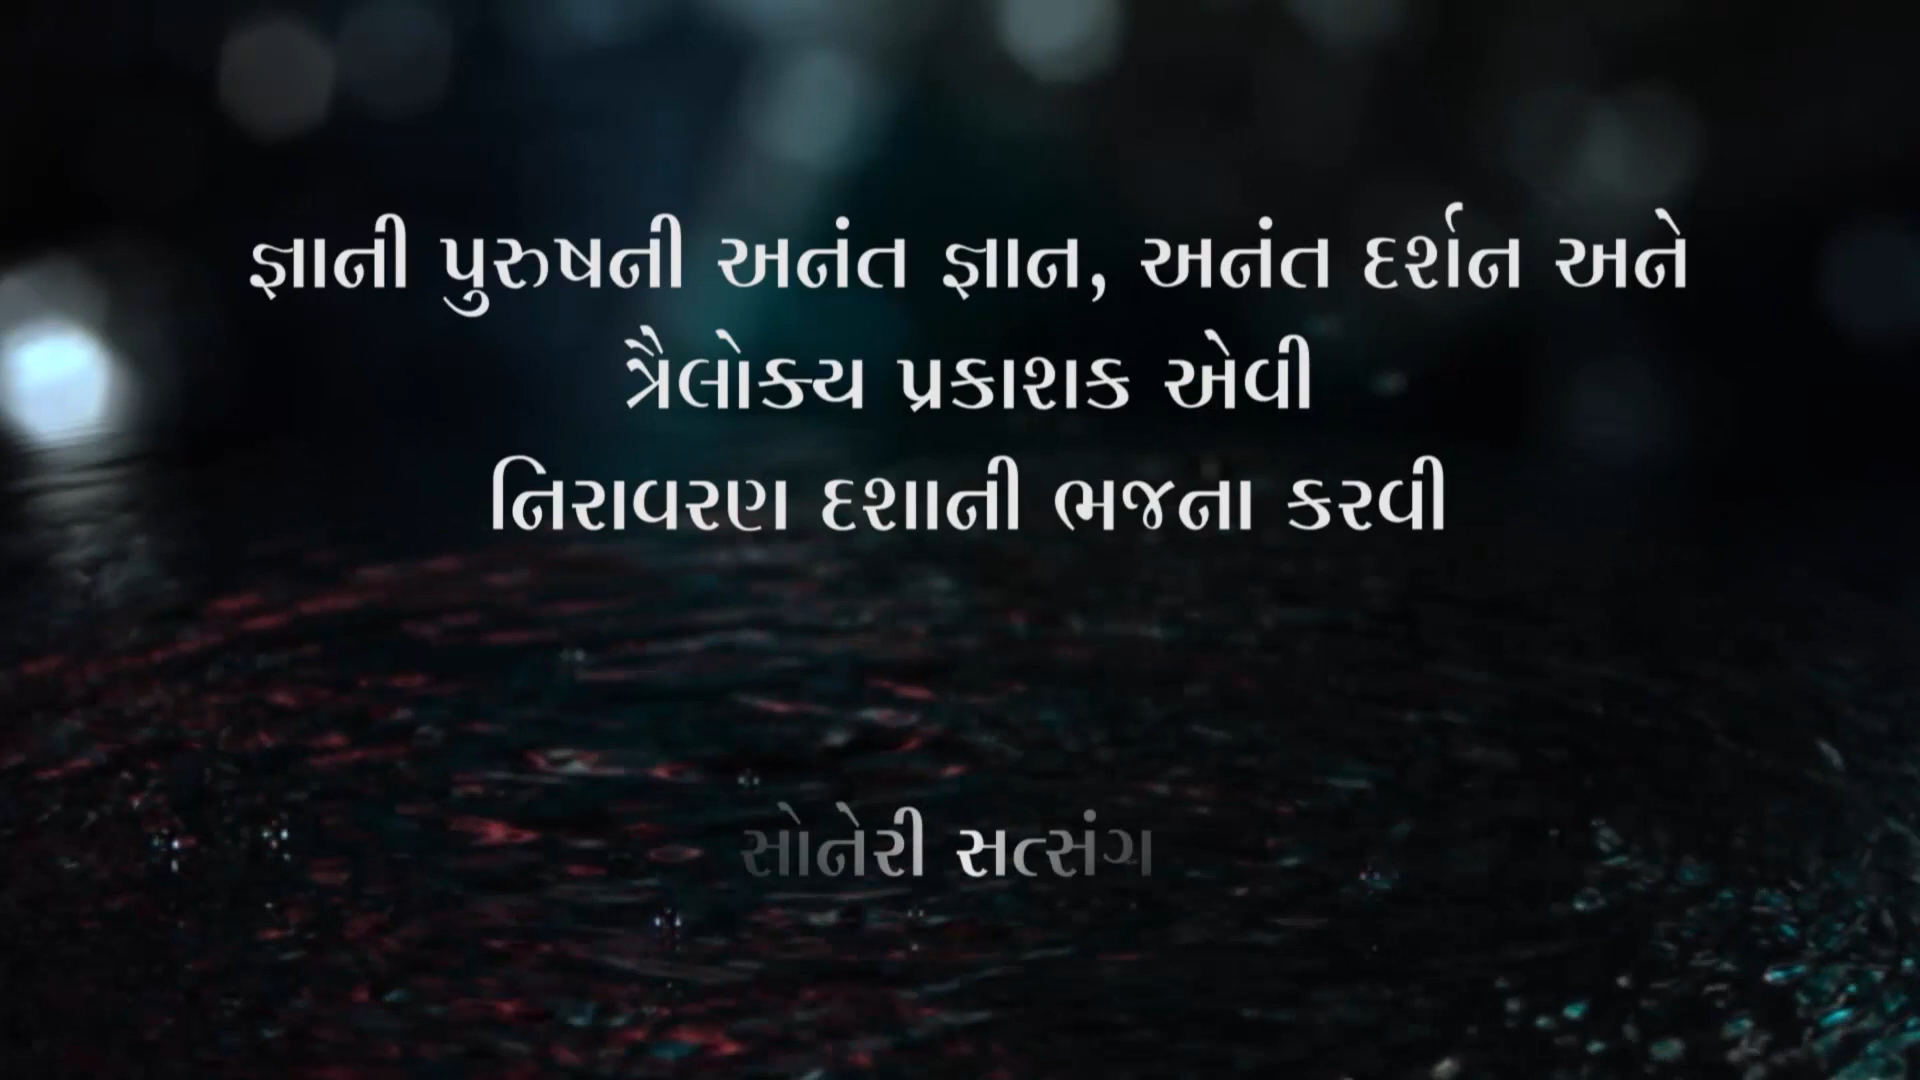 જ્ઞાની પુરુષની અનંત જ્ઞાન, અનંત દર્શન અને
ત્રૈલોક્ય પ્રકાશક એવી
નિરાવરણ દશાની ભજના કરવી
સોનેરી સત્સંગ